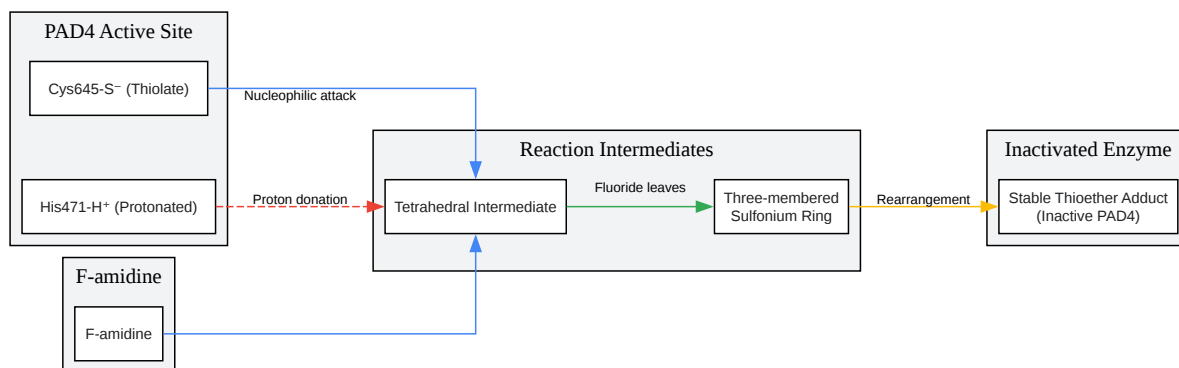 PAD4 Active Site
Cys645-S⁻ (Thiolate)
Nucleophilic attack
His471-H⁺ (Protonated)
Proton donation
F-amidine
F-amidine
Reaction Intermediates
Tetrahedral Intermediate
Fluoride leaves
Three-membered
Sulfonium Ring
Rearrangement
Inactivated Enzyme
Stable Thioether Adduct
(Inactive PAD4)